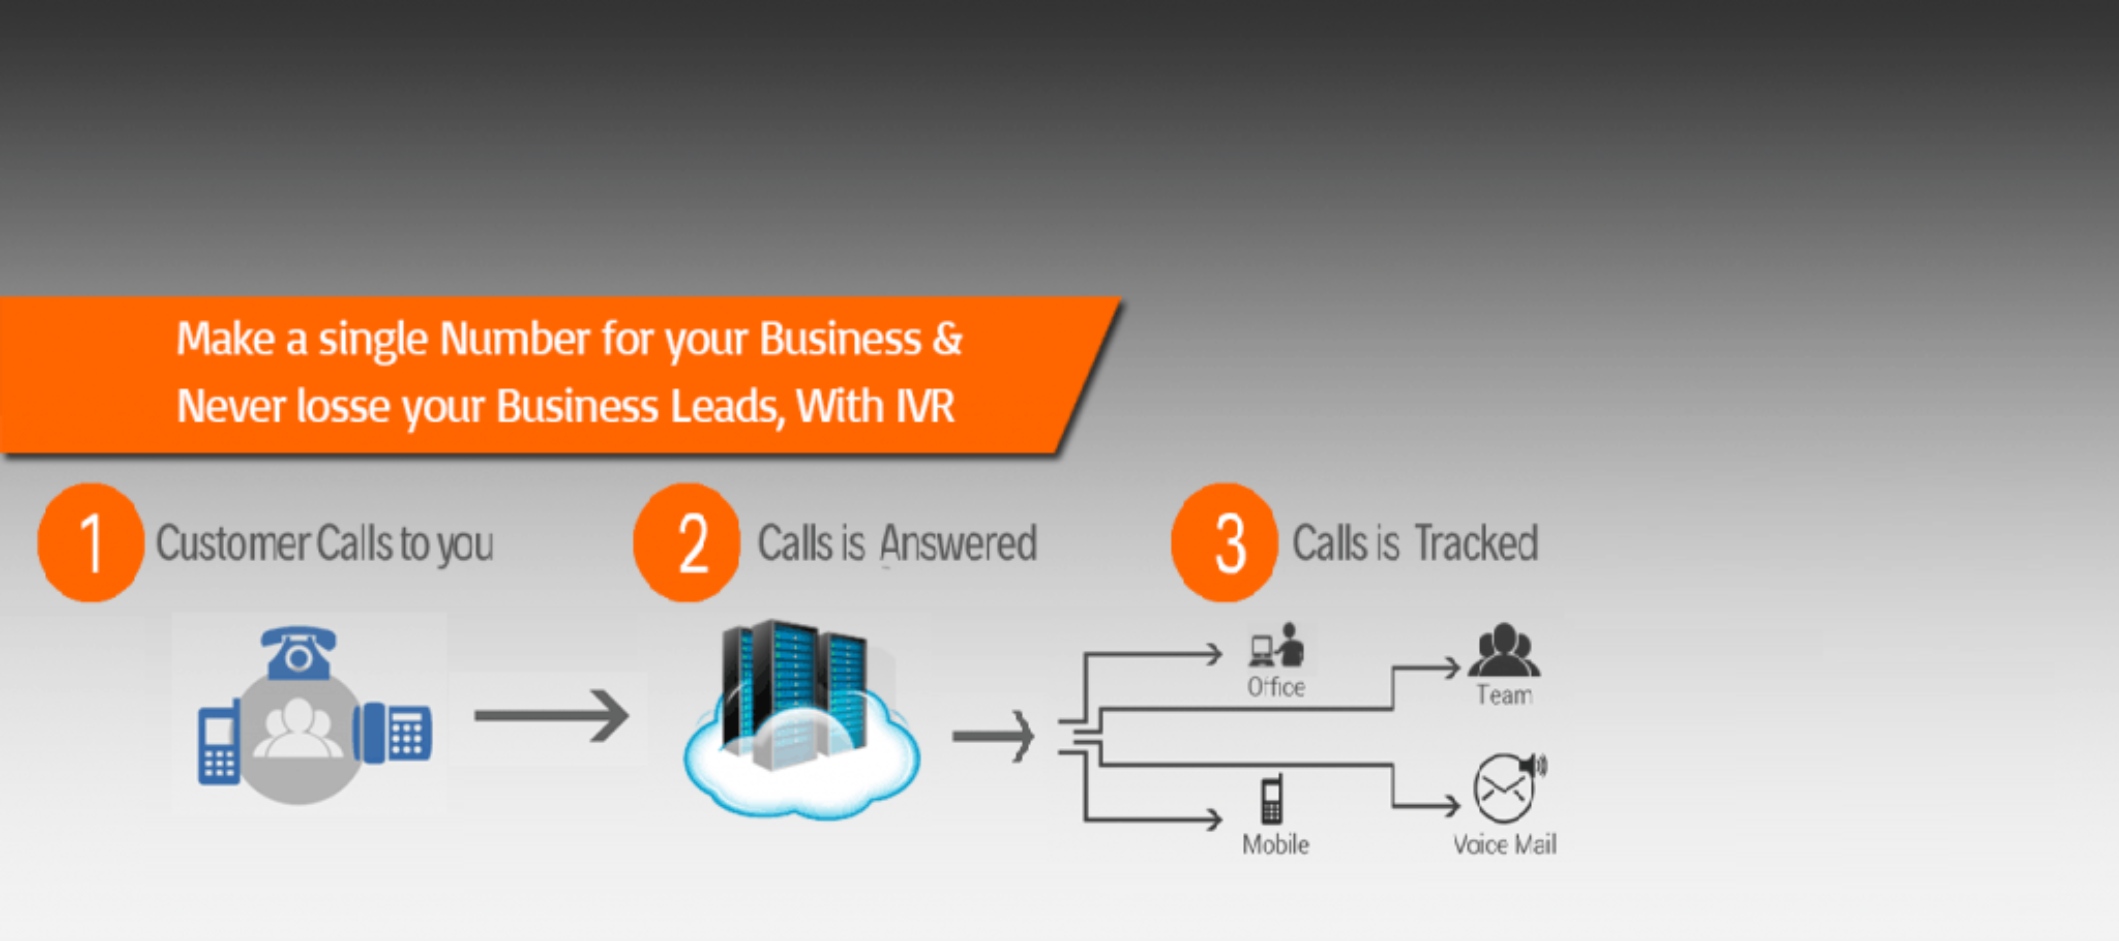 Make a single Number for your Business &
Never losse your Business Leads, With IVR
1 Customer Calls to you
2 Calls is Answered
3 Calls is Tracked
Office
Team
Mobile
Voice Mail